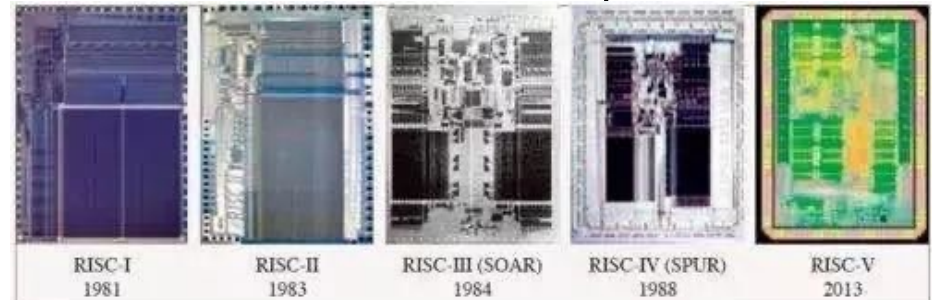 RISC-I
1981
RISC-II
1983
RISC-III (SOAR)
1984
RISC-IV (SPUR)
1988
RISC-V
2013